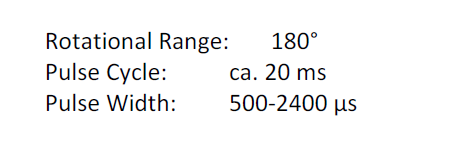 Rotational Range: 180°
Pulse Cycle: ca. 20 ms
Pulse Width: 500-2400 µs